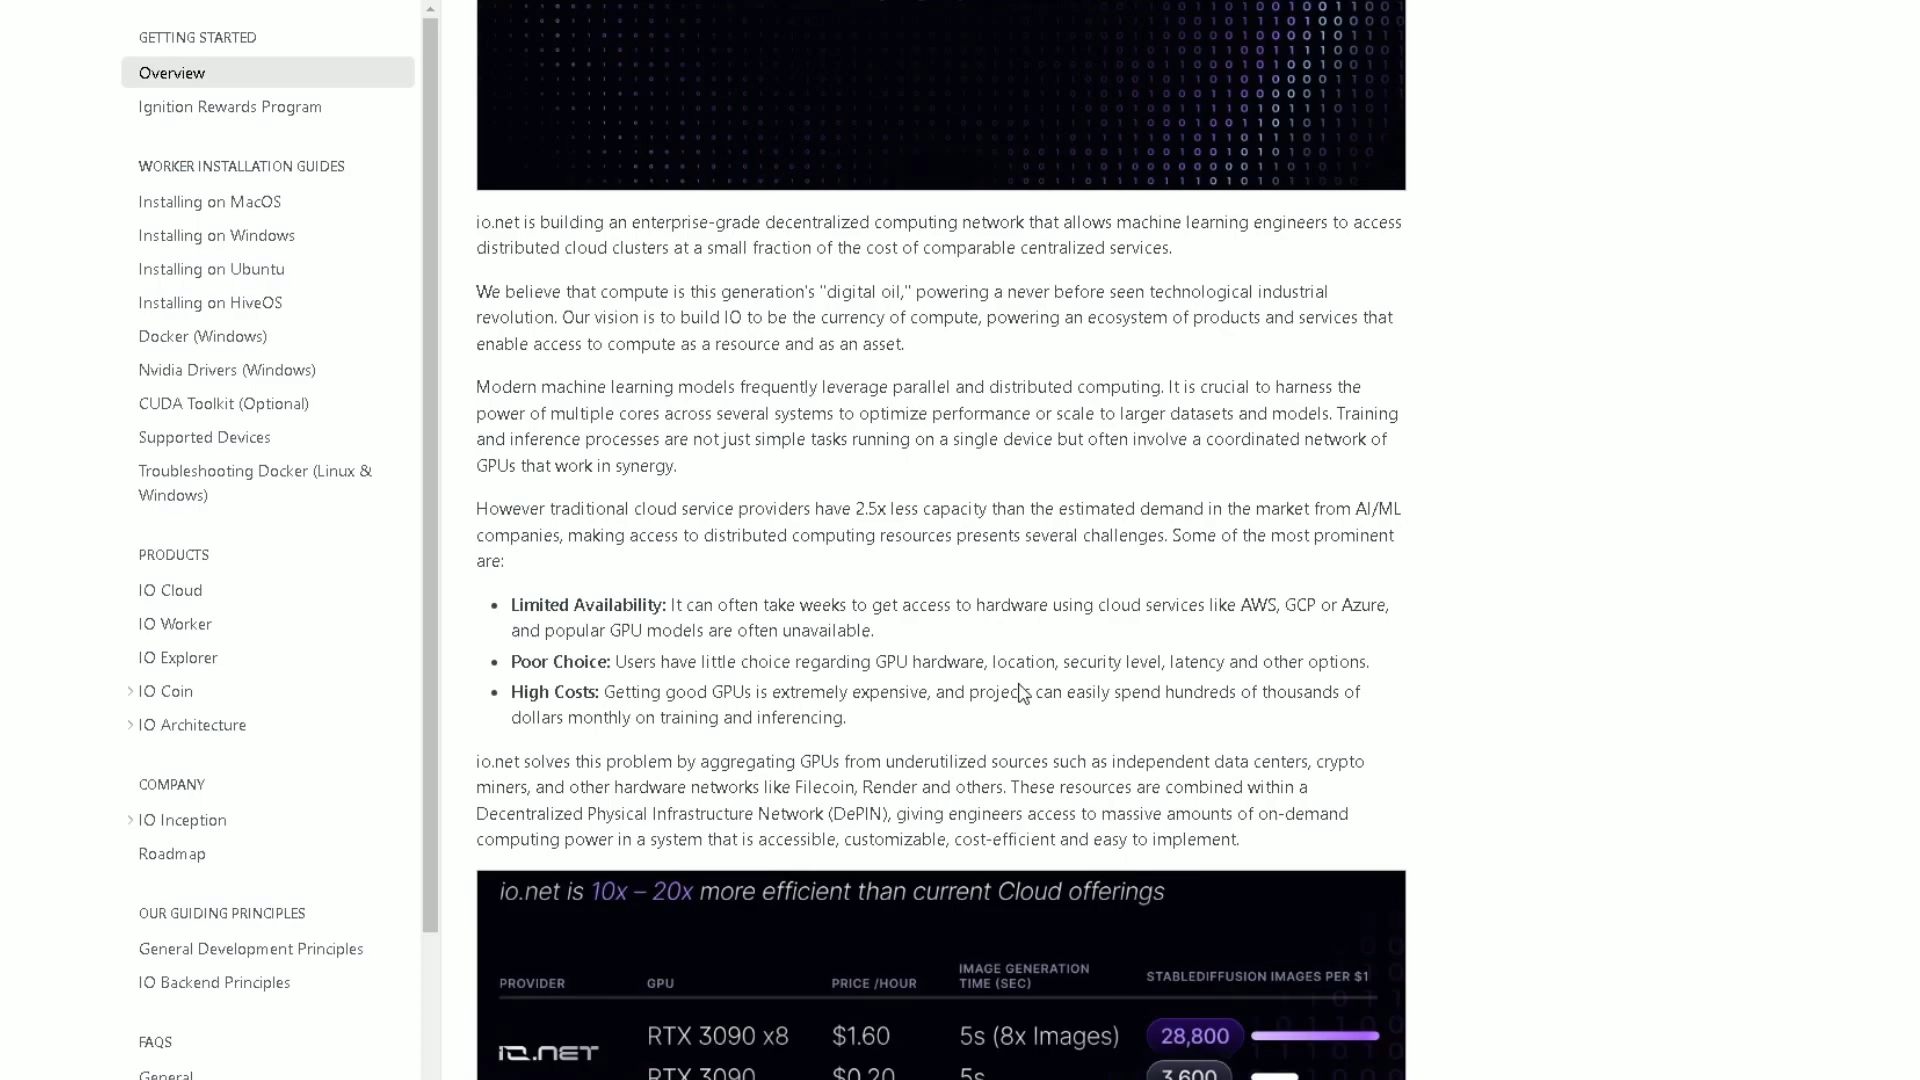 GETTING STARTED
Overview
Ignition Rewards Program
WORKER INSTALLATION GUIDES
Installing on MacOS
Installing on Windows
Installing on Ubuntu
Installing on HiveOS
Docker (Windows)
Nvidia Drivers (Windows)
CUDA Toolkit (Optional)
Supported Devices
Troubleshooting Docker (Linux &
Windows)
PRODUCTS
IO Cloud
IO Worker
IO Explorer
IO Coin
IO Architecture
COMPANY
IO Inception
Roadmap
OUR GUIDING PRINCIPLES
General Development Principles
IO Backend Principles
FAQS
General
io.net is building an enterprise-grade decentralized computing network that allows machine learning engineers to access
distributed cloud clusters at a small fraction of the cost of comparable centralized services.
We believe that compute is this generation's "digital oil," powering a never before seen technological industrial
revolution. Our vision is to build IO to be the currency of compute, powering an ecosystem of products and services that
enable access to compute as a resource and as an asset.
Modern machine learning models frequently leverage parallel and distributed computing. It is crucial to harness the
power of multiple cores across several systems to optimize performance or scale to larger datasets and models. Training
and inference processes are not just simple tasks running on a single device but often involve a coordinated network of
GPUs that work in synergy.
However traditional cloud service providers have 2.5x less capacity than the estimated demand in the market from AI/ML
companies, making access to distributed computing resources presents several challenges. Some of the most prominent
are:
• Limited Availability: It can often take weeks to get access to hardware using cloud services like AWS, GCP or Azure,
and popular GPU models are often unavailable.
• Poor Choice: Users have little choice regarding GPU hardware, location, security level, latency and other options.
• High Costs: Getting good GPUs is extremely expensive, and projects can easily spend hundreds of thousands of
dollars monthly on training and inferencing.
io.net solves this problem by aggregating GPUs from underutilized sources such as independent data centers, crypto
miners, and other hardware networks like Filecoin, Render and others. These resources are combined within a
Decentralized Physical Infrastructure Network (DePIN), giving engineers access to massive amounts of on-demand
computing power in a system that is accessible, customizable, cost-efficient and easy to implement.
io.net is 10x – 20x more efficient than current Cloud offerings
PROVIDER GPU PRICE /HOUR IMAGE GENERATION TIME (SEC) STABLEDIFFUSION IMAGES PER $1
IO.NET RTX 3090 x8 $1.60 5s (8x Images) 28,800
RTX 3090 $0.20 5s 3,600